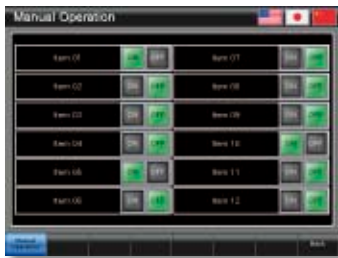 Manual Operation
Item 01 ON OFF Item 07 ON OFF
Item 02 ON OFF Item 08 ON OFF
Item 03 ON OFF Item 09 ON OFF
Item 04 ON OFF Item 10 ON OFF
Item 05 ON OFF Item 11 ON OFF
Item 06 ON OFF Item 12 ON OFF
Manual Operation Back